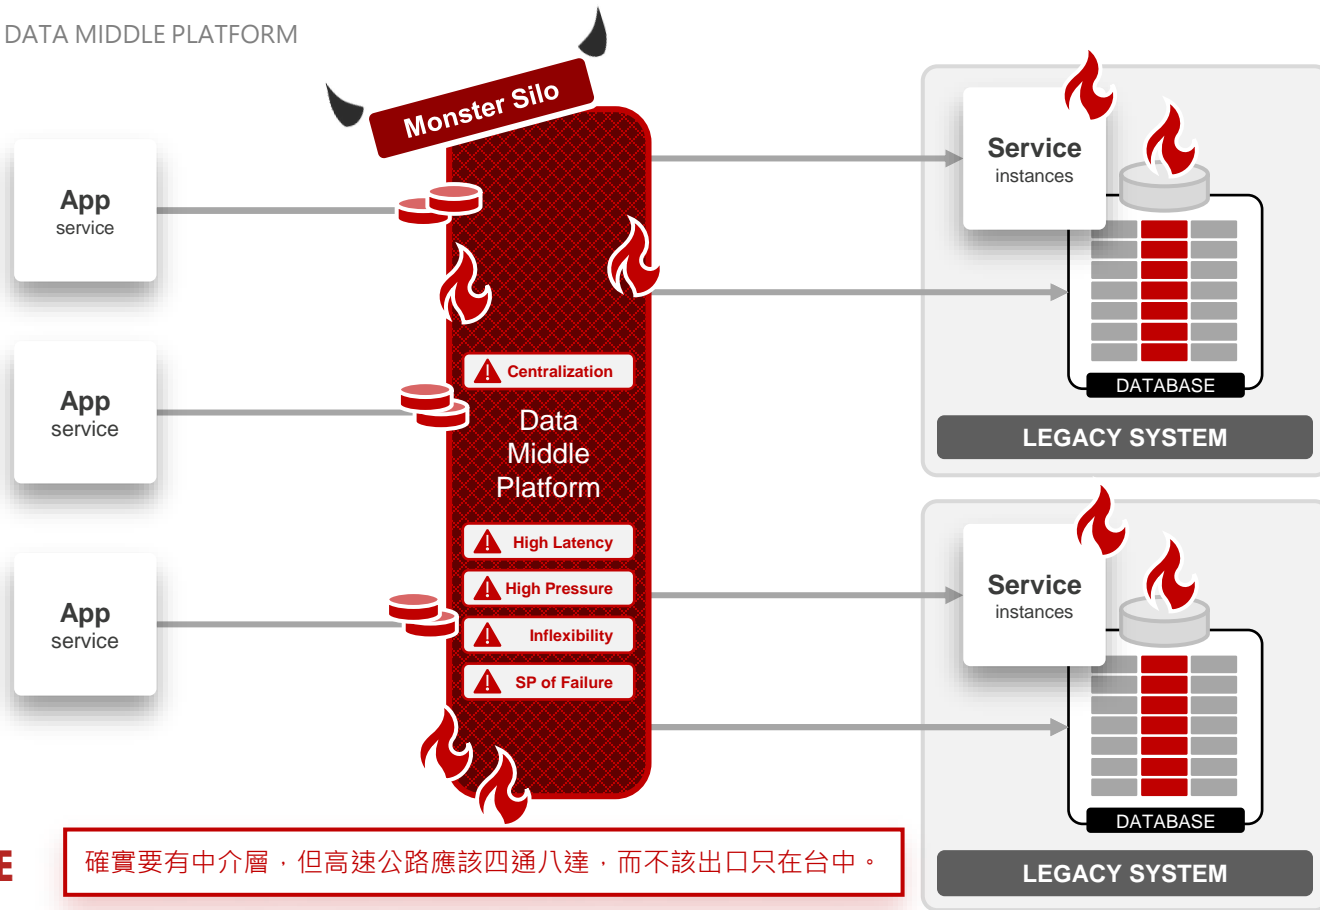 DATA MIDDLE PLATFORM
Monster Silo
App
service
App
service
App
service
Centralization
Data
Middle
Platform
High Latency
High Pressure
Inflexibility
SP of Failure
Service
instances
DATABASE
LEGACY SYSTEM
Service
instances
DATABASE
LEGACY SYSTEM
E
確實要有中介層，但高速公路應該四通八達，而不該出口只在台中。